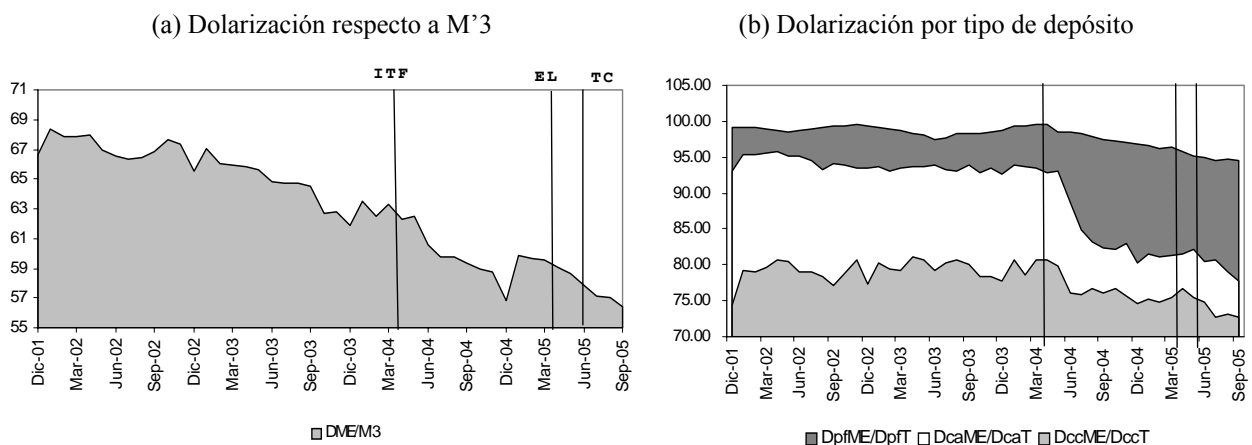 (a) Dolarización respecto a M’3
ITF
EL
TC
71
69
67
65
63
61
59
57
55
Dic-01
Mar-02
Jun-02
Sep-02
Dic-02
Mar-03
Jun-03
Sep-03
Dic-03
Mar-04
Jun-04
Sep-04
Dic-04
Mar-05
Jun-05
Sep-05
DME/M3
(b) Dolarización por tipo de depósito
105.00
100.00
95.00
90.00
85.00
80.00
75.00
70.00
Dic-01
Mar-02
Jun-02
Sep-02
Dic-02
Mar-03
Jun-03
Sep-03
Dic-03
Mar-04
Jun-04
Sep-04
Dic-04
Mar-05
Jun-05
Sep-05
DpfME/DpfT DcaME/DcaT DccME/DccT